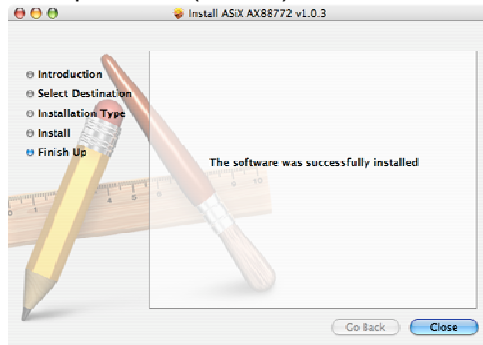 Install ASiX AX88772 v1.0.3
Introduction
Select Destination
Installation Type
Install
Finish Up
The software was successfully installed
Go Back
Close